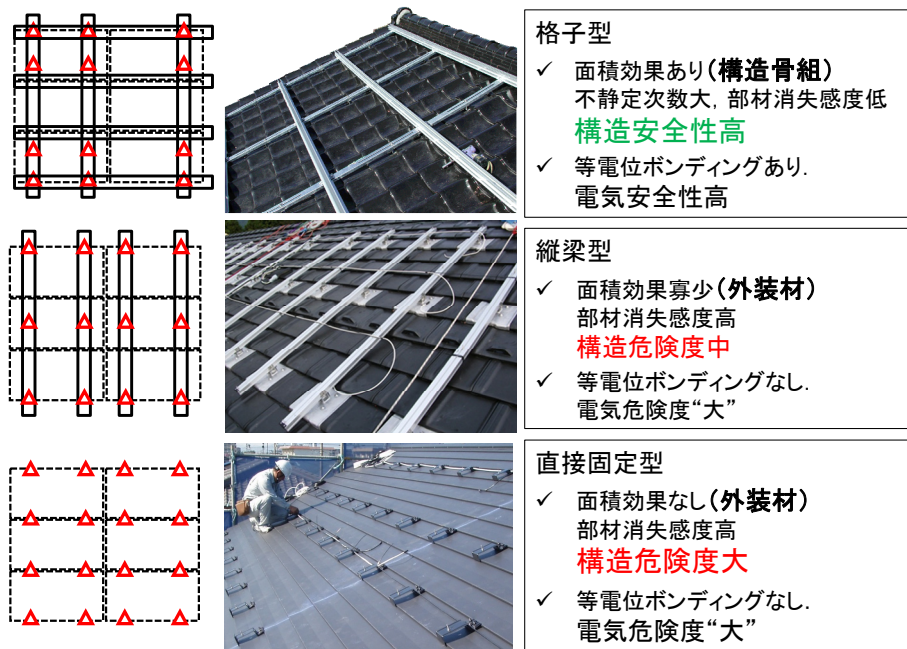 格子型
✓ 面積効果あり(構造骨組)
不静定次数大，部材消失感度低
構造安全性高
✓ 等電位ボンディングあり.
電気安全性高
縦梁型
✓ 面積効果寡少(外装材)
部材消失感度高
構造危険度中
✓ 等電位ボンディングなし.
電気危険度“大”
直接固定型
✓ 面積効果なし(外装材)
部材消失感度高
構造危険度大
✓ 等電位ボンディングなし.
電気危険度“大”